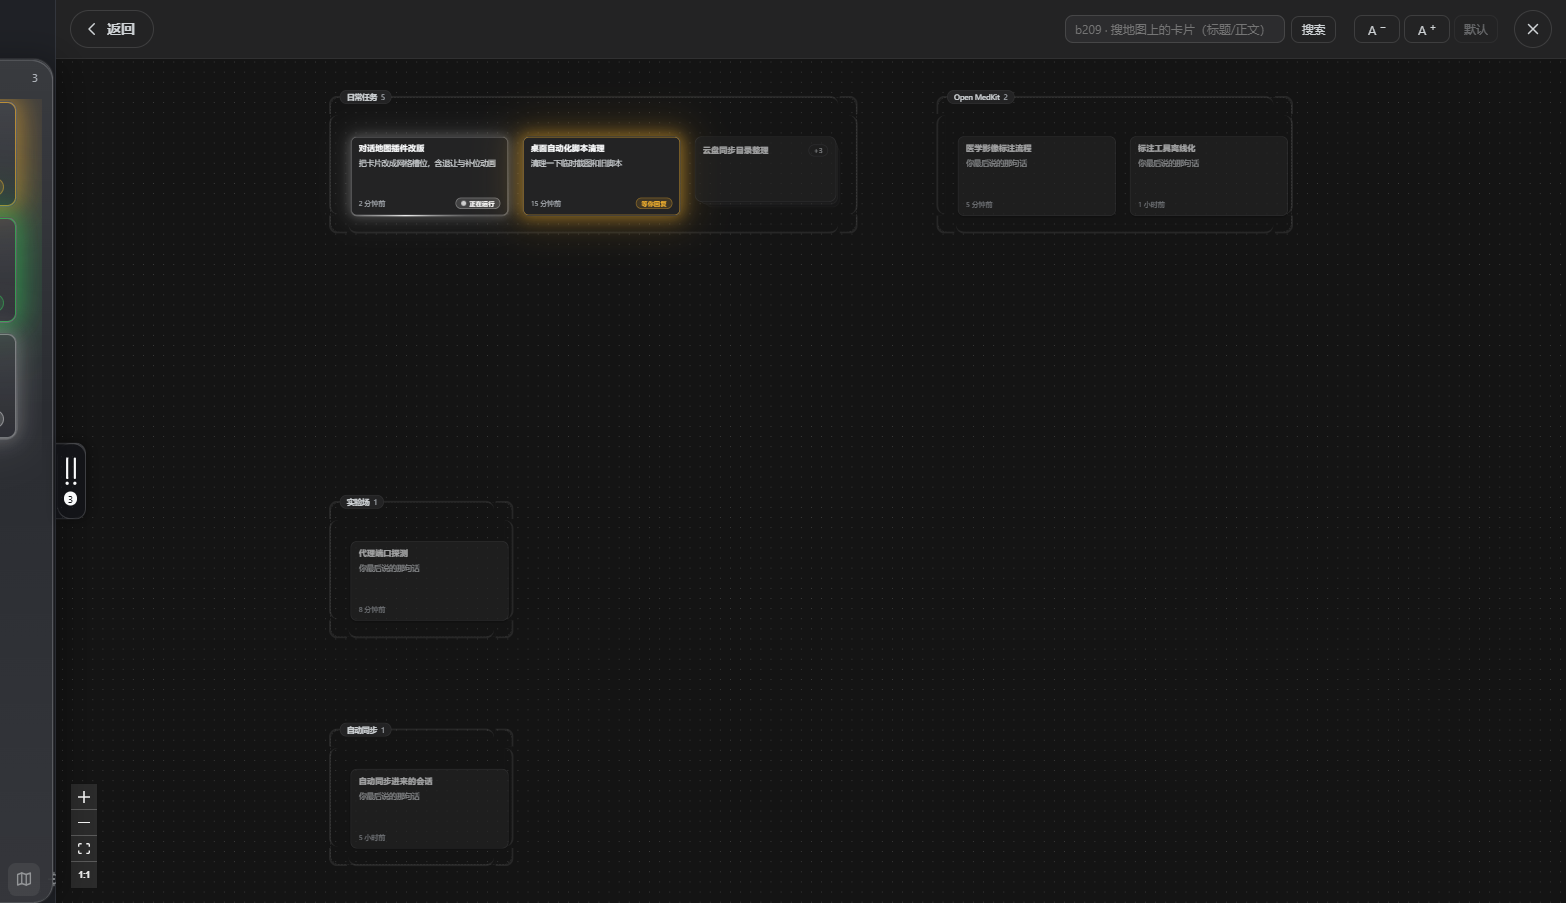 返回
b209 · 搜地图上的卡片（标题/正文）
搜索
A⁻
A⁺
默认
3
日常任务 5
对话地图插件改版
把卡片改成网格槽位，含退让与补位动画
2 分钟前
正在运行
桌面自动化脚本清理
清理一下临时截图和旧脚本
15 分钟前
等你回复
云盘同步目录整理
+3
Open MedKit 2
医学影像标注流程
你最后说的那句话
5 分钟前
标注工具离线化
你最后说的那句话
1 小时前
3
实验场 1
代理端口探测
你最后说的那句话
8 分钟前
自动同步 1
自动同步进来的会话
你最后说的那句话
5 小时前
1:1